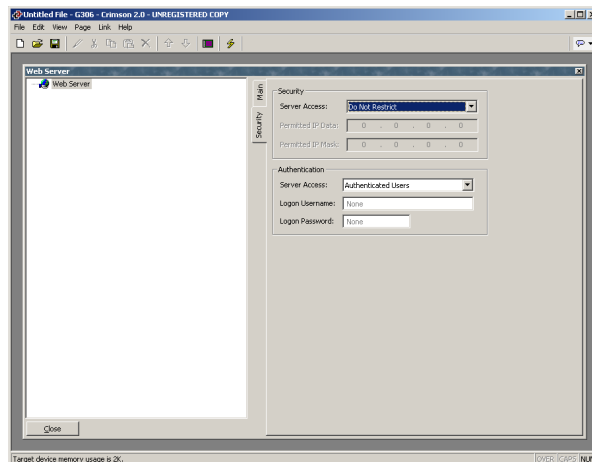 Untitled File - G306 - Crimson 2.0 - UNREGISTERED COPY
File Edit View Page Link Help
Web Server
Web Server
Main
Security
Security
Server Access: Do Not Restrict
Permitted IP Data: 0 . 0 . 0 . 0
Permitted IP Mask: 0 . 0 . 0 . 0
Authentication
Server Access: Authenticated Users
Logon Username: None
Logon Password: None
Close
Target device memory usage is 2K.
OVER CAPS NUM